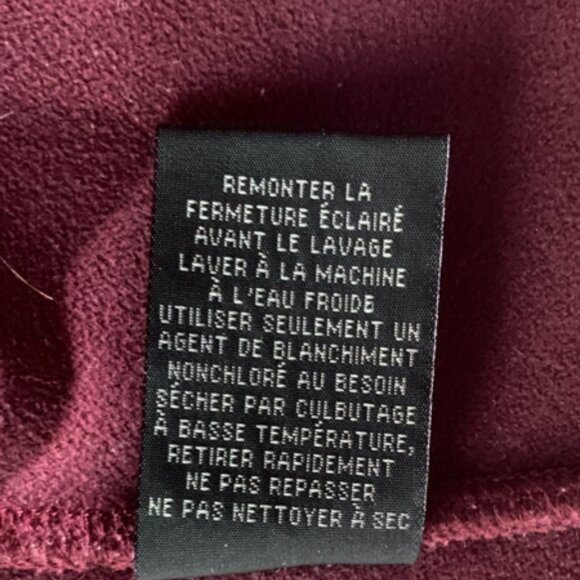 REMONTER LA
FERMETURE ÉCLAIRÉ
AVANT LE LAVAGE
LAVER À LA MACHINE
À L'EAU FROIDE
UTILISER SEULEMENT UN
AGENT DE BLANCHIMENT
NONCHLORÉ AU BESOIN
SÉCHER PAR CULBUTAGE
À BASSE TEMPÉRATURE,
RETIRER RAPIDEMENT
NE PAS REPASSER
NE PAS NETTOYER À SEC